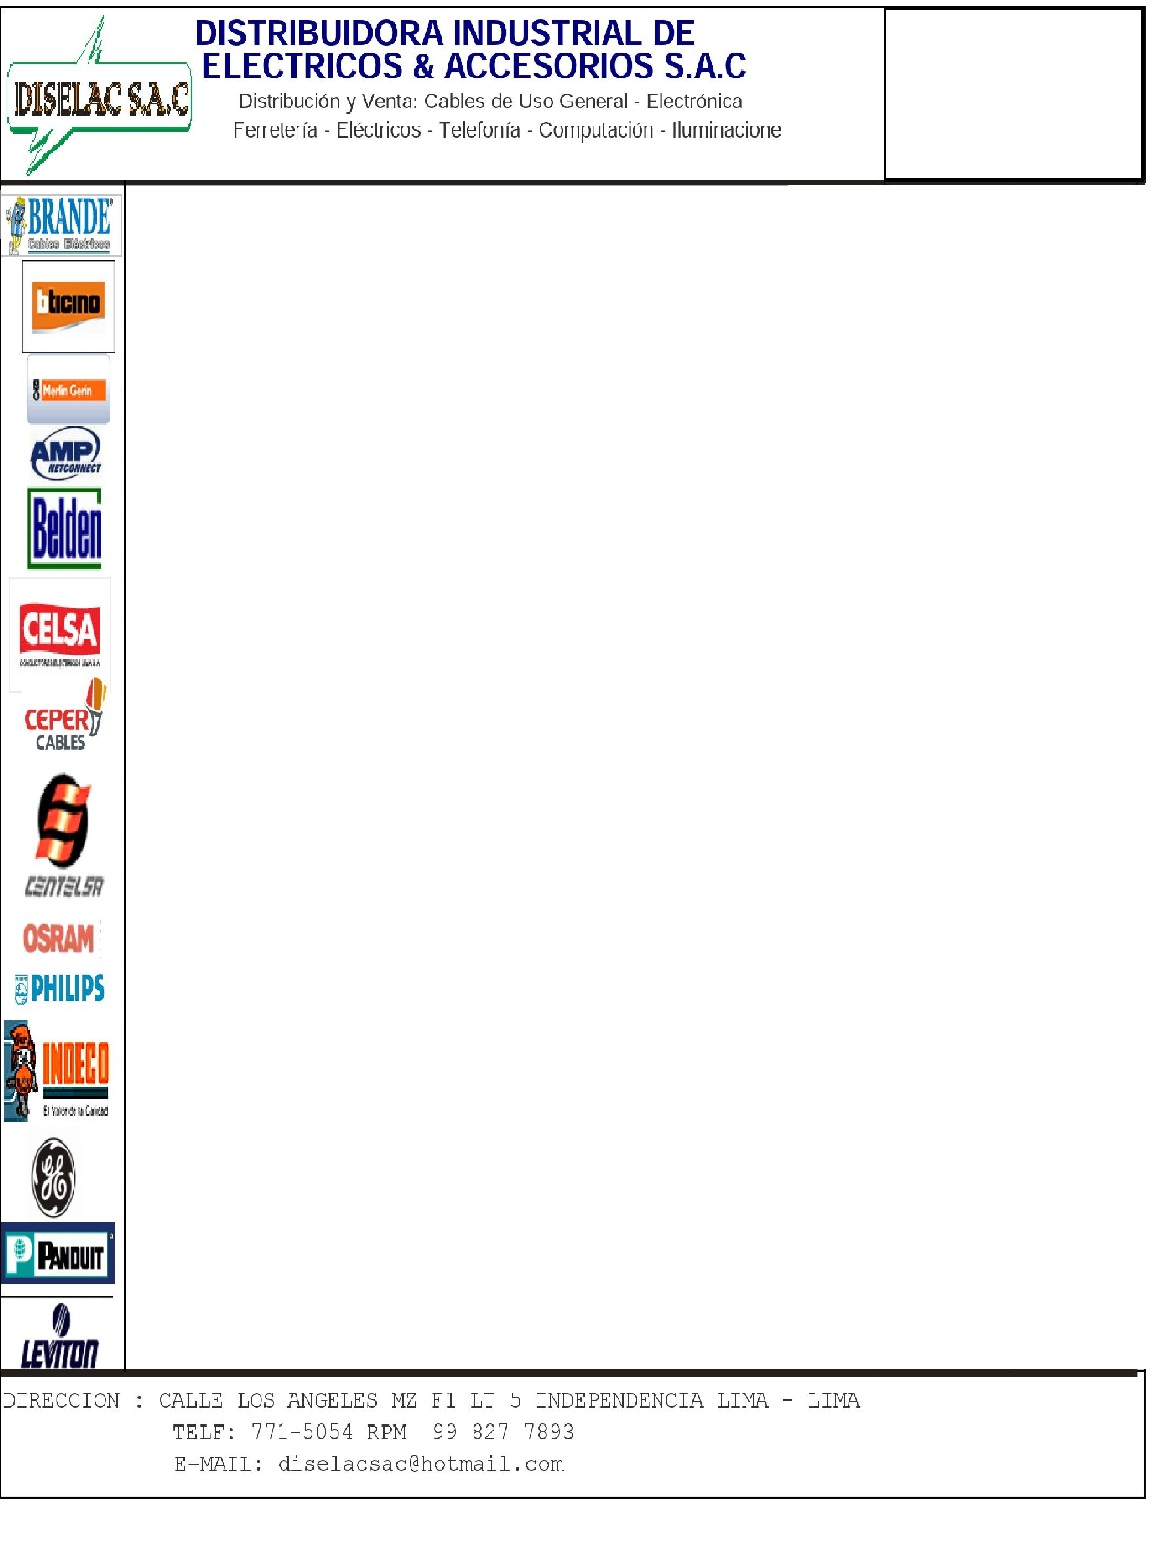 DISELAC S.A.C
DISTRIBUIDORA INDUSTRIAL DE
ELECTRICOS & ACCESORIOS S.A.C
Distribución y Venta: Cables de Uso General - Electrónica
Ferretería - Eléctricos - Telefonía - Computación - Iluminacione
BRANDE
Cables Eléctricos
bticino
Merlin Gerin
AMP
NETCONNECT
Belden
CELSA
CEPER
CABLES
CENTELSA
OSRAM
PHILIPS
INDECO
El Valor de la Calidad
GE
P PANDUIT
LEVITON
DIRECCION : CALLE LOS ANGELES MZ F1 LT 5 INDEPENDENCIA LIMA - LIMA
TELF: 771-5054 RPM 99 827 7893
E-MAIL: diselacsac@hotmail.com